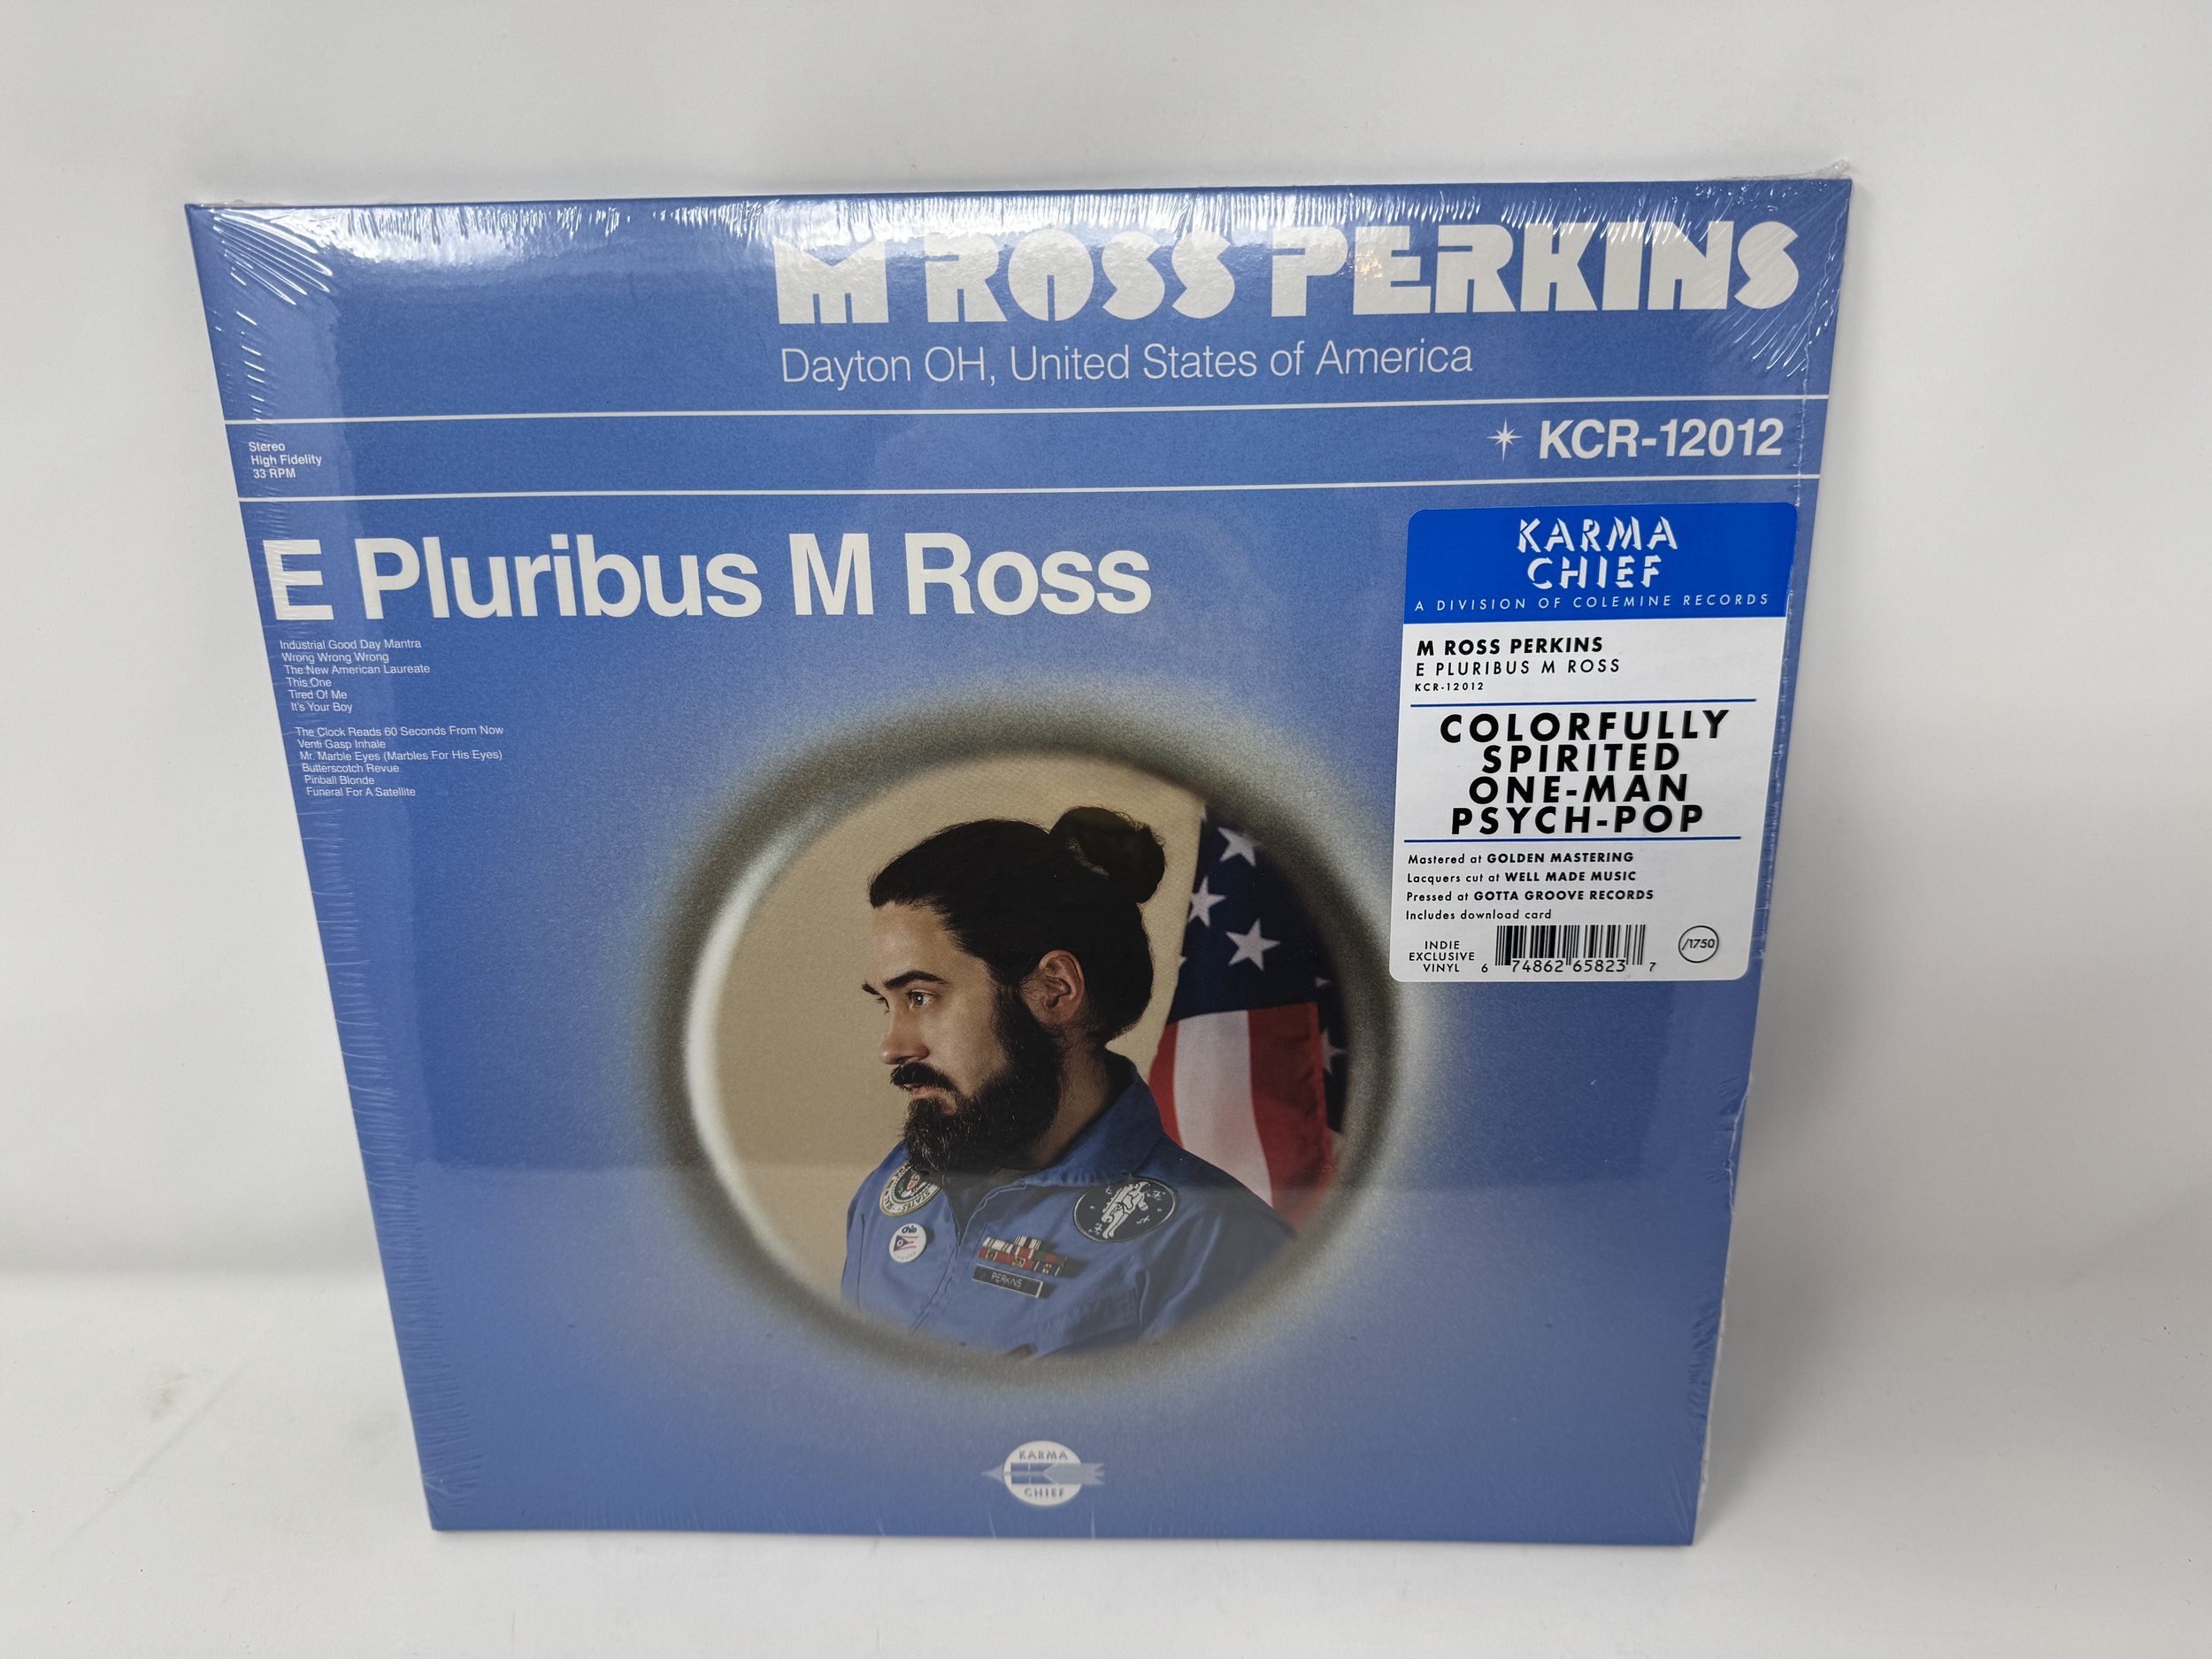 M ROSS PERKINS
Dayton OH, United States of America
Stereo
High Fidelity
33 RPM
KCR-12012
E Pluribus M Ross
Industrial Good Day Mantra
Wrong Wrong Wrong
The New American Laureate
This One
Tired Of Me
It's Your Boy
The Clock Reads 60 Seconds From Now
Venti Gasp Inhale
Mr. Marble Eyes (Marbles For His Eyes)
Butterscotch Revue
Pinball Blonde
Funeral For A Satellite
KARMA
CHIEF
A DIVISION OF COLEMINE RECORDS
M ROSS PERKINS
E PLURIBUS M ROSS
KCR-12012
COLORFULLY
SPIRITED
ONE-MAN
PSYCH-POP
Mastered at GOLDEN MASTERING
Lacquers cut at WELL MADE MUSIC
Pressed at GOTTA GROOVE RECORDS
Includes download card
INDIE
EXCLUSIVE
VINYL
6 74862 65823 7
/1750
Ohio
PERKINS
KARMA
CHIEF